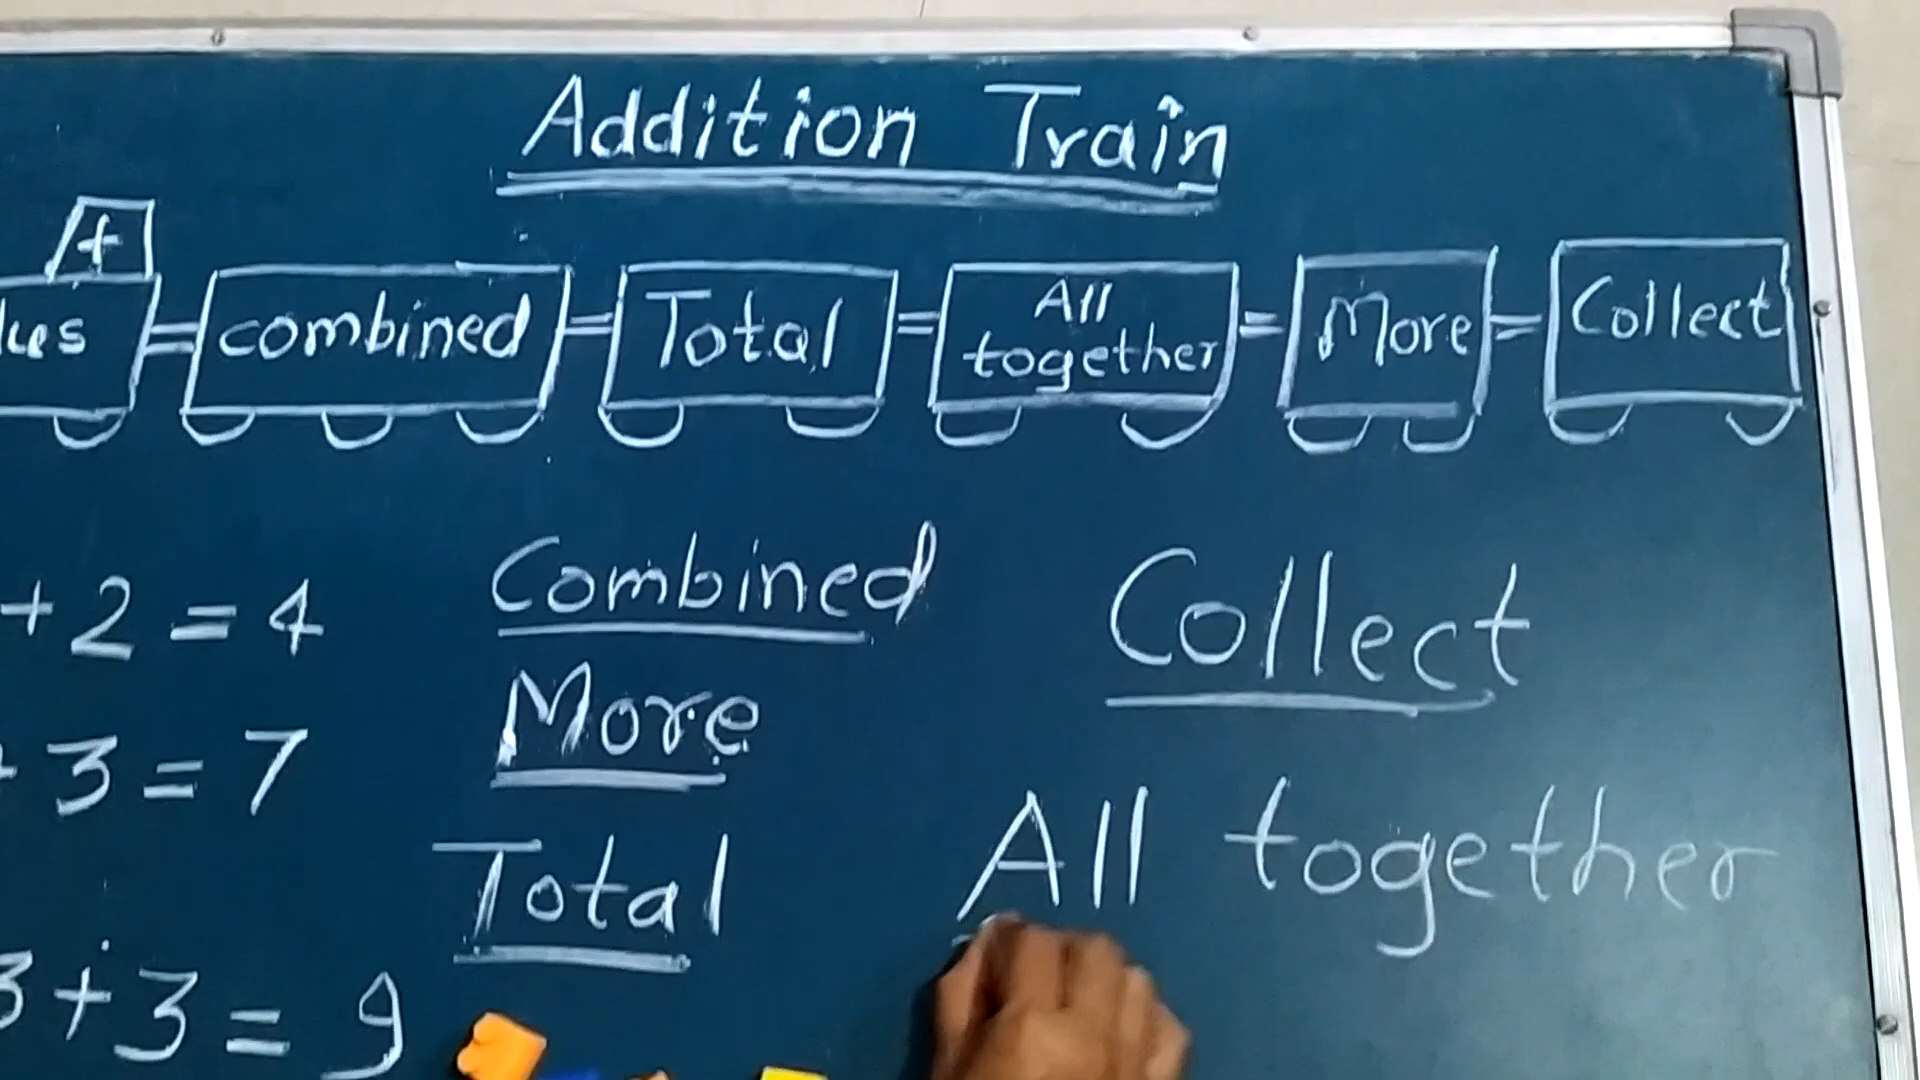 Addition Train
+
combined = Total = All together = More = Collect
+ 2 = 4
Combined
Collect
More
+ 3 = 7
Total
All together
3 + 3 = 9